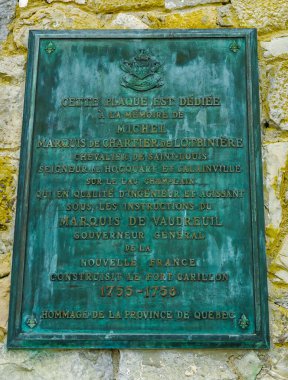 CETTE PLAQUE EST DÉDIÉE
À LA MÉMOIRE DE
MICHEL
MARQUIS DE CHARTIER DE LOTBINIÈRE
CHEVALIER DE SAINT-LOUIS
SEIGNEUR DE HOCQUART ET D'ALAINVILLE
SUR LE LAC CHAMPLAIN
QUI EN QUALITÉ D'INGÉNIEUR ET AGISSANT
SOUS LES INSTRUCTIONS DU
MARQUIS DE VAUDREUIL
GOUVERNEUR GÉNÉRAL
DE LA
NOUVELLE FRANCE
CONSTRUISIT LE FORT CARILLON
1755-1758
HOMMAGE DE LA PROVINCE DE QUÉBEC